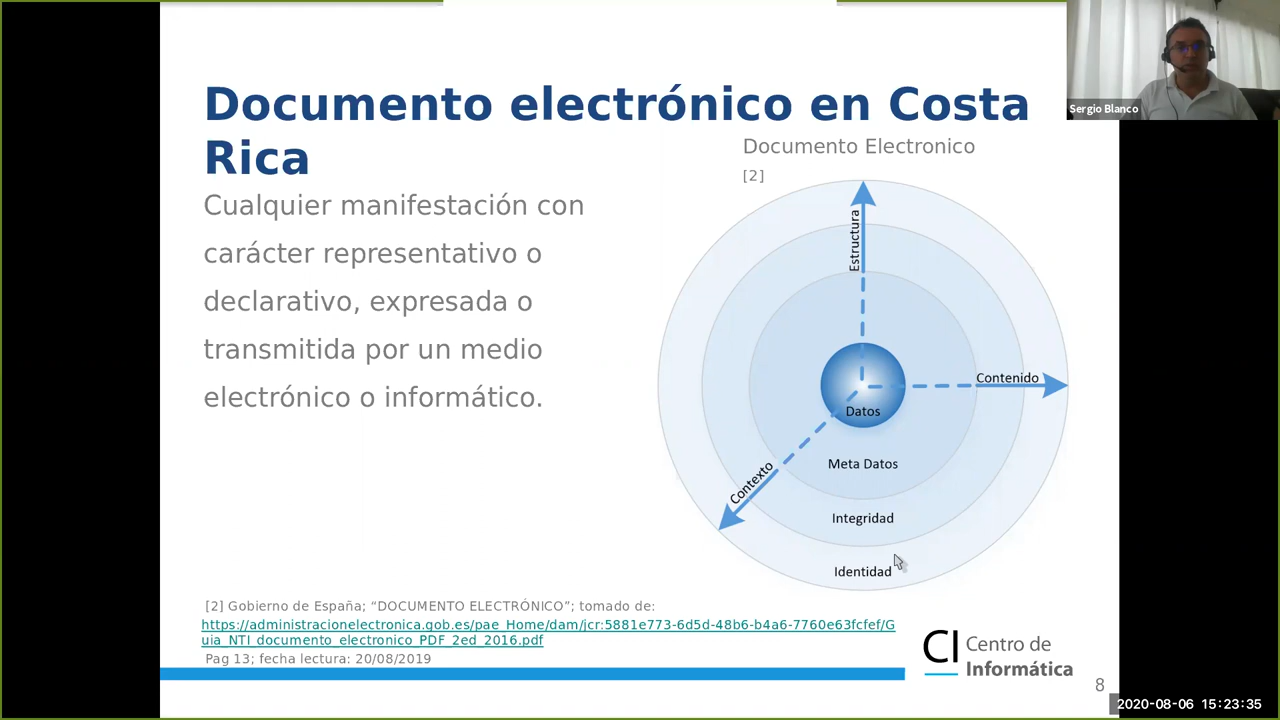 Documento electrónico en Costa
Rica
Sergio Blanco
Documento Electronico
[2]
Cualquier manifestación con
carácter representativo o
declarativo, expresada o
transmitida por un medio
electrónico o informático.
Estructura
Contenido
Contexto
Datos
Meta Datos
Integridad
Identidad
[2] Gobierno de España; “DOCUMENTO ELECTRÓNICO”; tomado de:
https://administracionelectronica.gob.es/pae_Home/dam/jcr:5881e773-6d5d-48b6-b4a6-7760e63fcfef/G
uia_NTI_documento_electronico_PDF_2ed_2016.pdf
Pag 13; fecha lectura: 20/08/2019
CI Centro de
Informática
8
2020-08-06 15:23:35